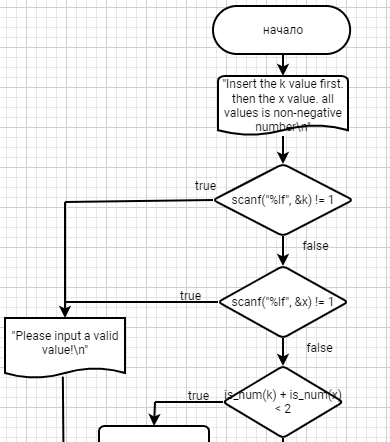 начало
"Insert the k value first.
then the x value. all
values is non-negative
number\n"
true
scanf("%lf", &k) != 1
false
true
scanf("%lf", &x) != 1
"Please input a valid
value!\n"
false
true
is_num(k) + is_num(x)
< 2